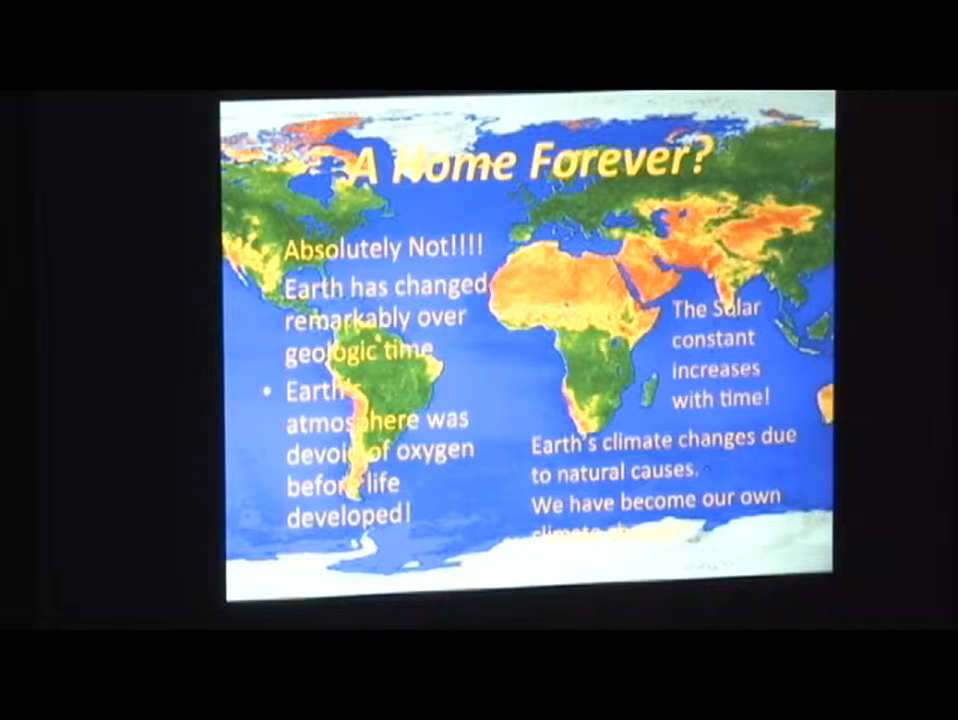 A Home Forever?
Absolutely Not!!!!
Earth has changed
remarkably over
geologic time
• Earth's
atmosphere was
devoid of oxygen
before life
developed!
The Solar
constant
increases
with time!
Earth's climate changes due
to natural causes.
We have become our own
climate